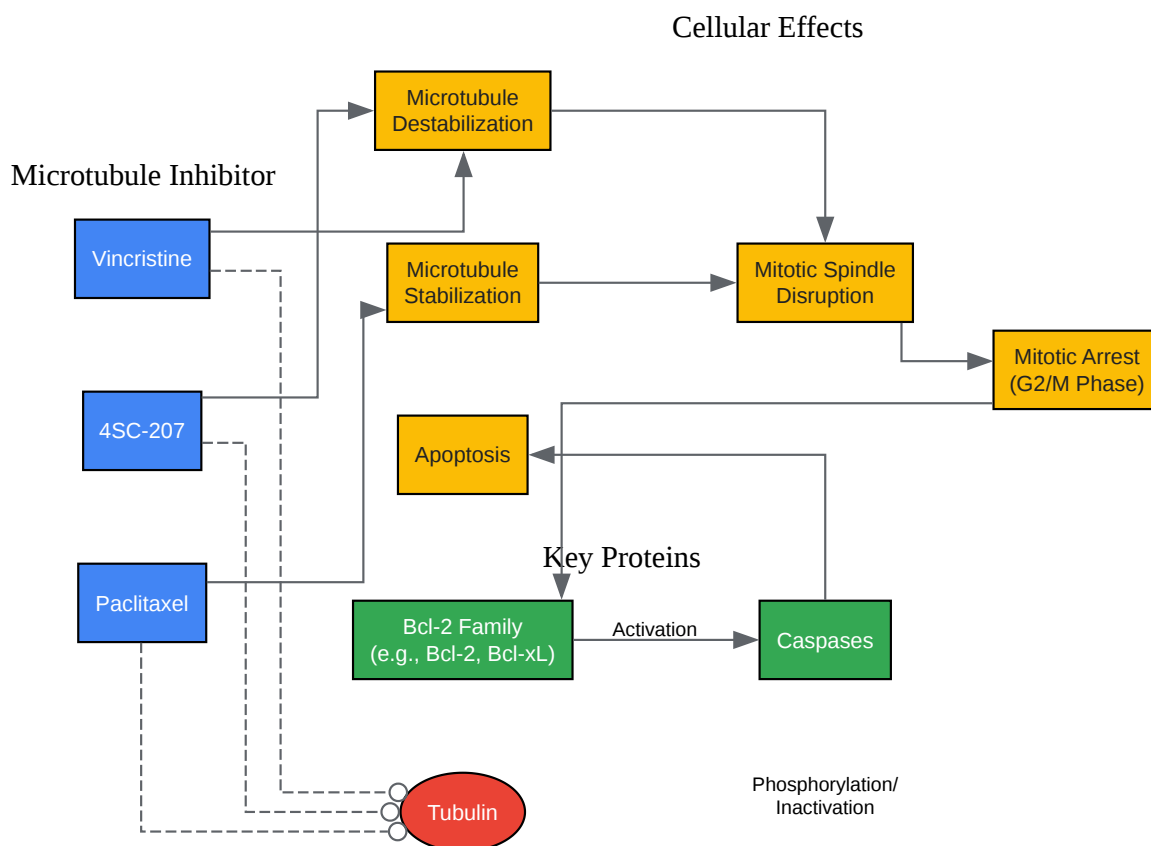 Cellular Effects
Microtubule
Destabilization
Microtubule Inhibitor
Vincristine
Microtubule
Stabilization
Mitotic Spindle
Disruption
Mitotic Arrest
(G2/M Phase)
4SC-207
Apoptosis
Key Proteins
Paclitaxel
Bcl-2 Family
(e.g., Bcl-2, Bcl-xL)
Activation
Caspases
Tubulin
Phosphorylation/
Inactivation